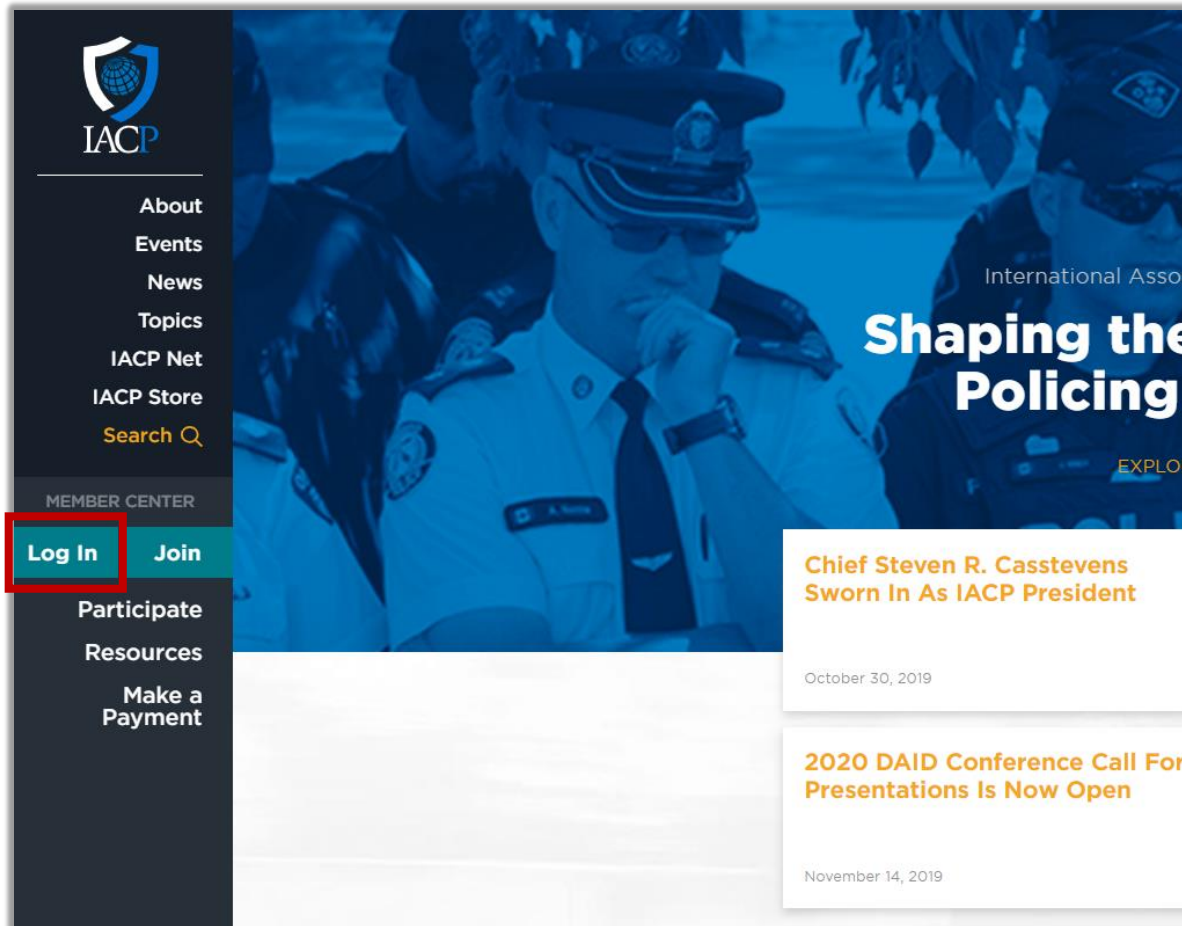 IACP
About
Events
News
Topics
IACP Net
IACP Store
Search
MEMBER CENTER
Log In
Join
Participate
Resources
Make a
Payment
International Asso
Shaping the
Policing
EXPLO
Chief Steven R. Casstevens
Sworn In As IACP President
October 30, 2019
2020 DAID Conference Call For
Presentations Is Now Open
November 14, 2019